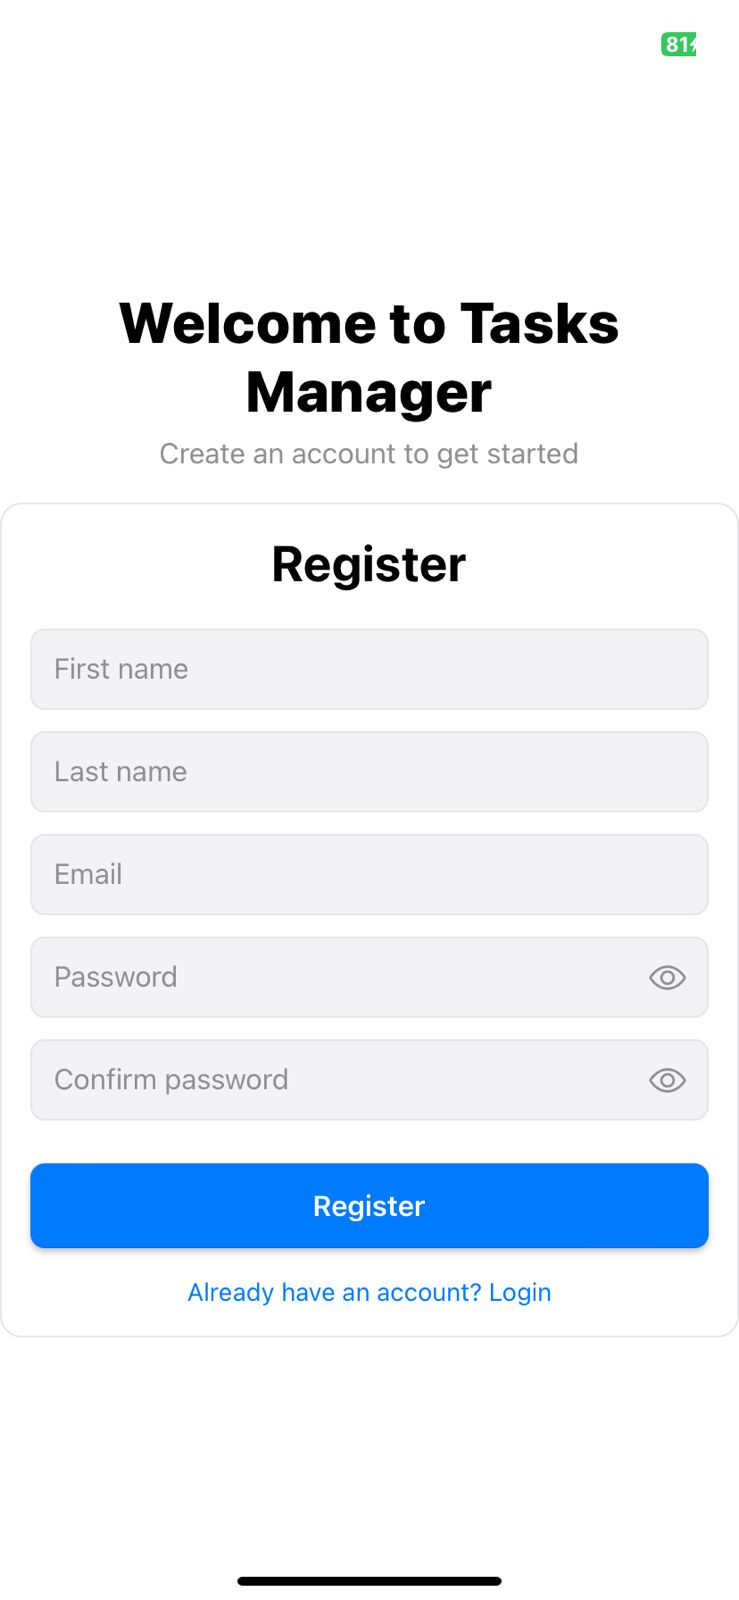 81
Welcome to Tasks
Manager
Create an account to get started
Register
First name
Last name
Email
Password
Confirm password
Register
Already have an account? Login